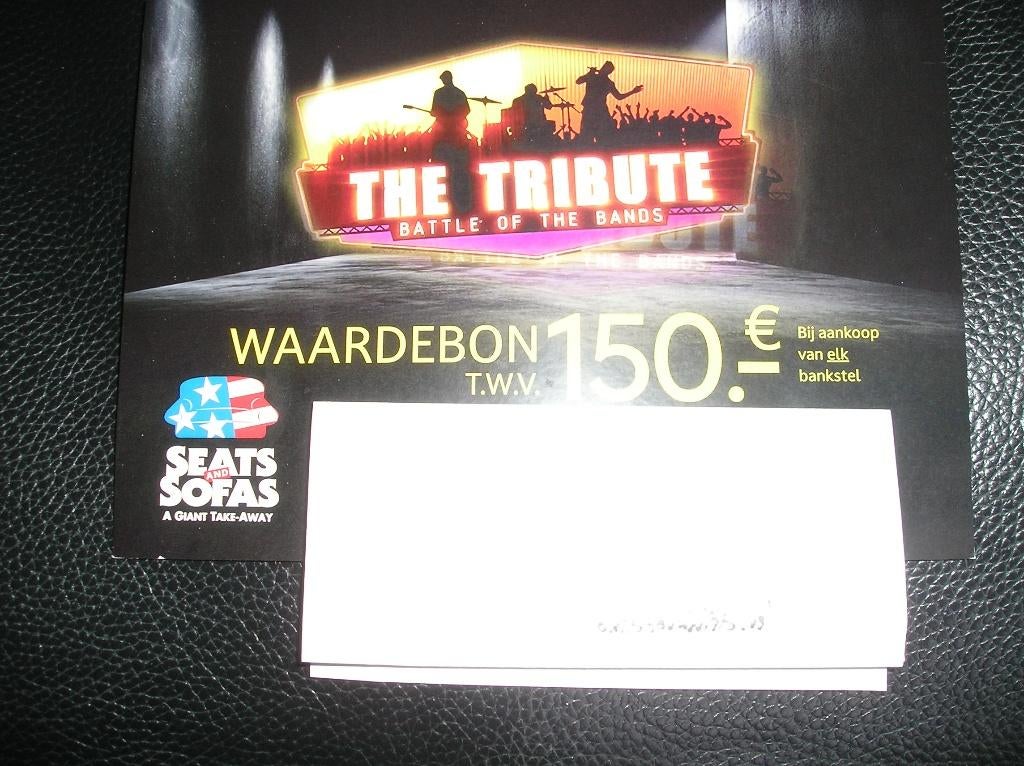 THE TRIBUTE
BATTLE OF THE BANDS
WAARDEBON
T.W.V.
150.-€
Bij aankoop
van elk
bankstel
SEATS
AND
SOFAS
A GIANT TAKE-AWAY